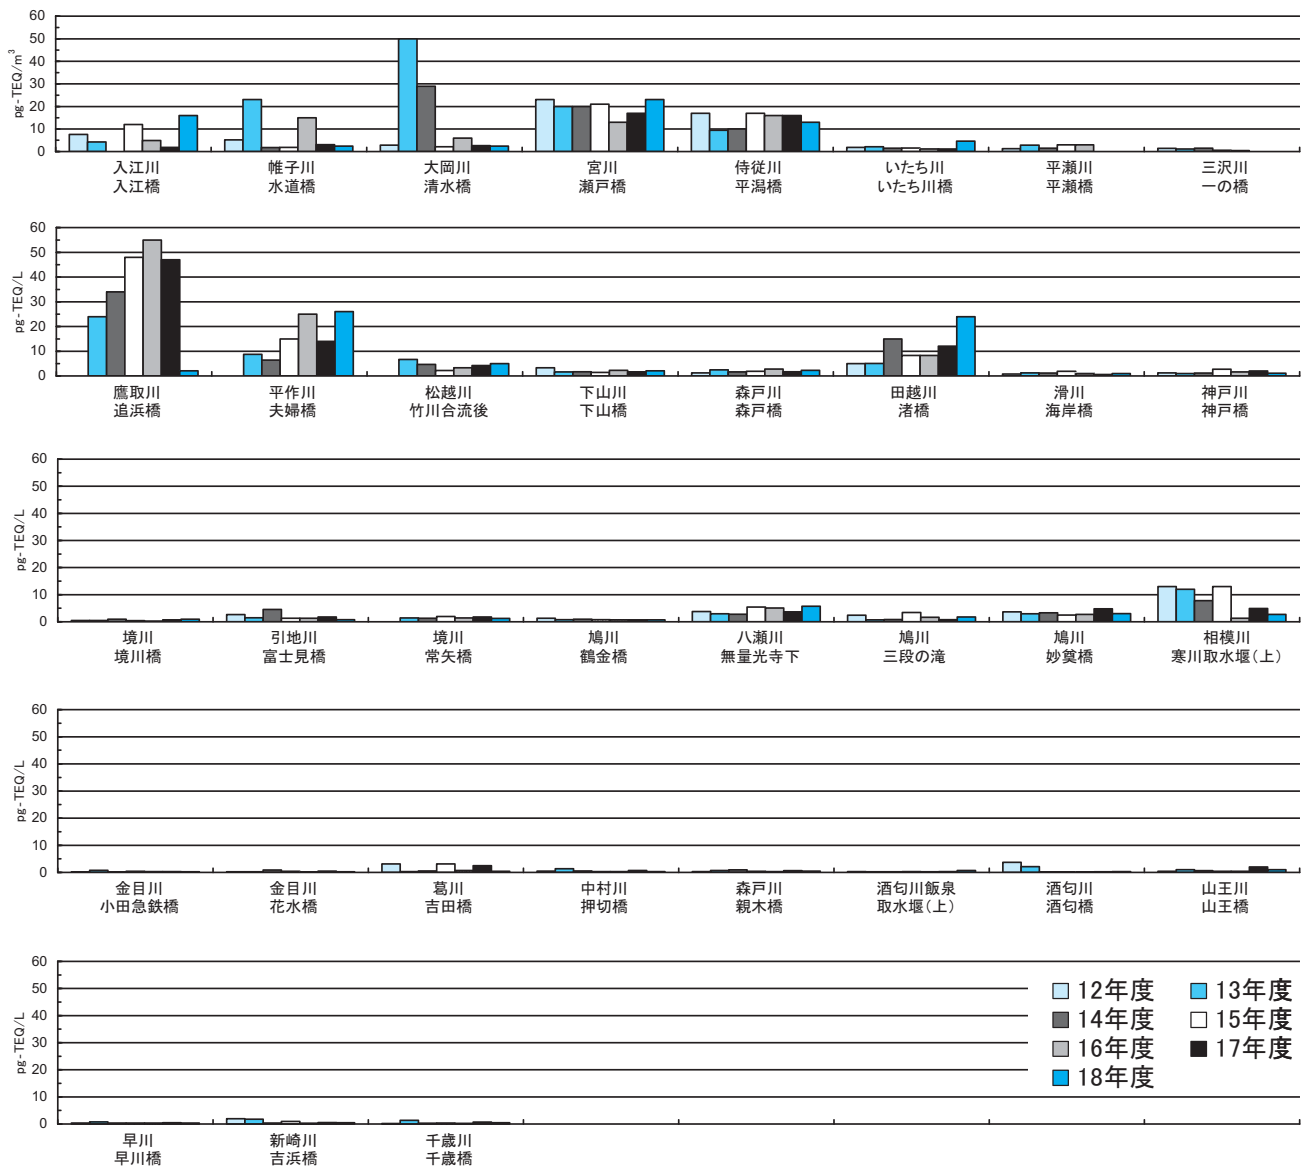 60
50
40
30
20
10
0
pg-TEQ/m³
入江川 帷子川 大岡川 宮川 侍従川 いたち川 平瀬川 三沢川
入江橋 水道橋 清水橋 瀬戸橋 平潟橋 いたち川橋 平瀬橋 一の橋
60
50
40
30
20
10
0
pg-TEQ/L
鷹取川 平作川 松越川 下山川 森戸川 田越川 滑川 神戸川
追浜橋 夫婦橋 竹川合流後 下山橋 森戸橋 渚橋 海岸橋 神戸橋
60
50
40
30
20
10
0
pg-TEQ/L
境川 引地川 境川 鳩川 八瀬川 鳩川 鳩川 相模川
境川橋 富士見橋 常矢橋 鶴金橋 無量光寺下 三段の滝 妙奠橋 寒川取水堰(上)
60
50
40
30
20
10
0
pg-TEQ/L
金目川 金目川 葛川 中村川 森戸川 酒匂川飯泉 酒匂川 山王川
小田急鉄橋 花水橋 吉田橋 押切橋 親木橋 取水堰(上) 酒匂橋 山王橋
60
50
40
30
20
10
0
pg-TEQ/L
12年度 13年度
14年度 15年度
16年度 17年度
18年度
早川 新崎川 千歳川
早川橋 吉浜橋 千歳橋